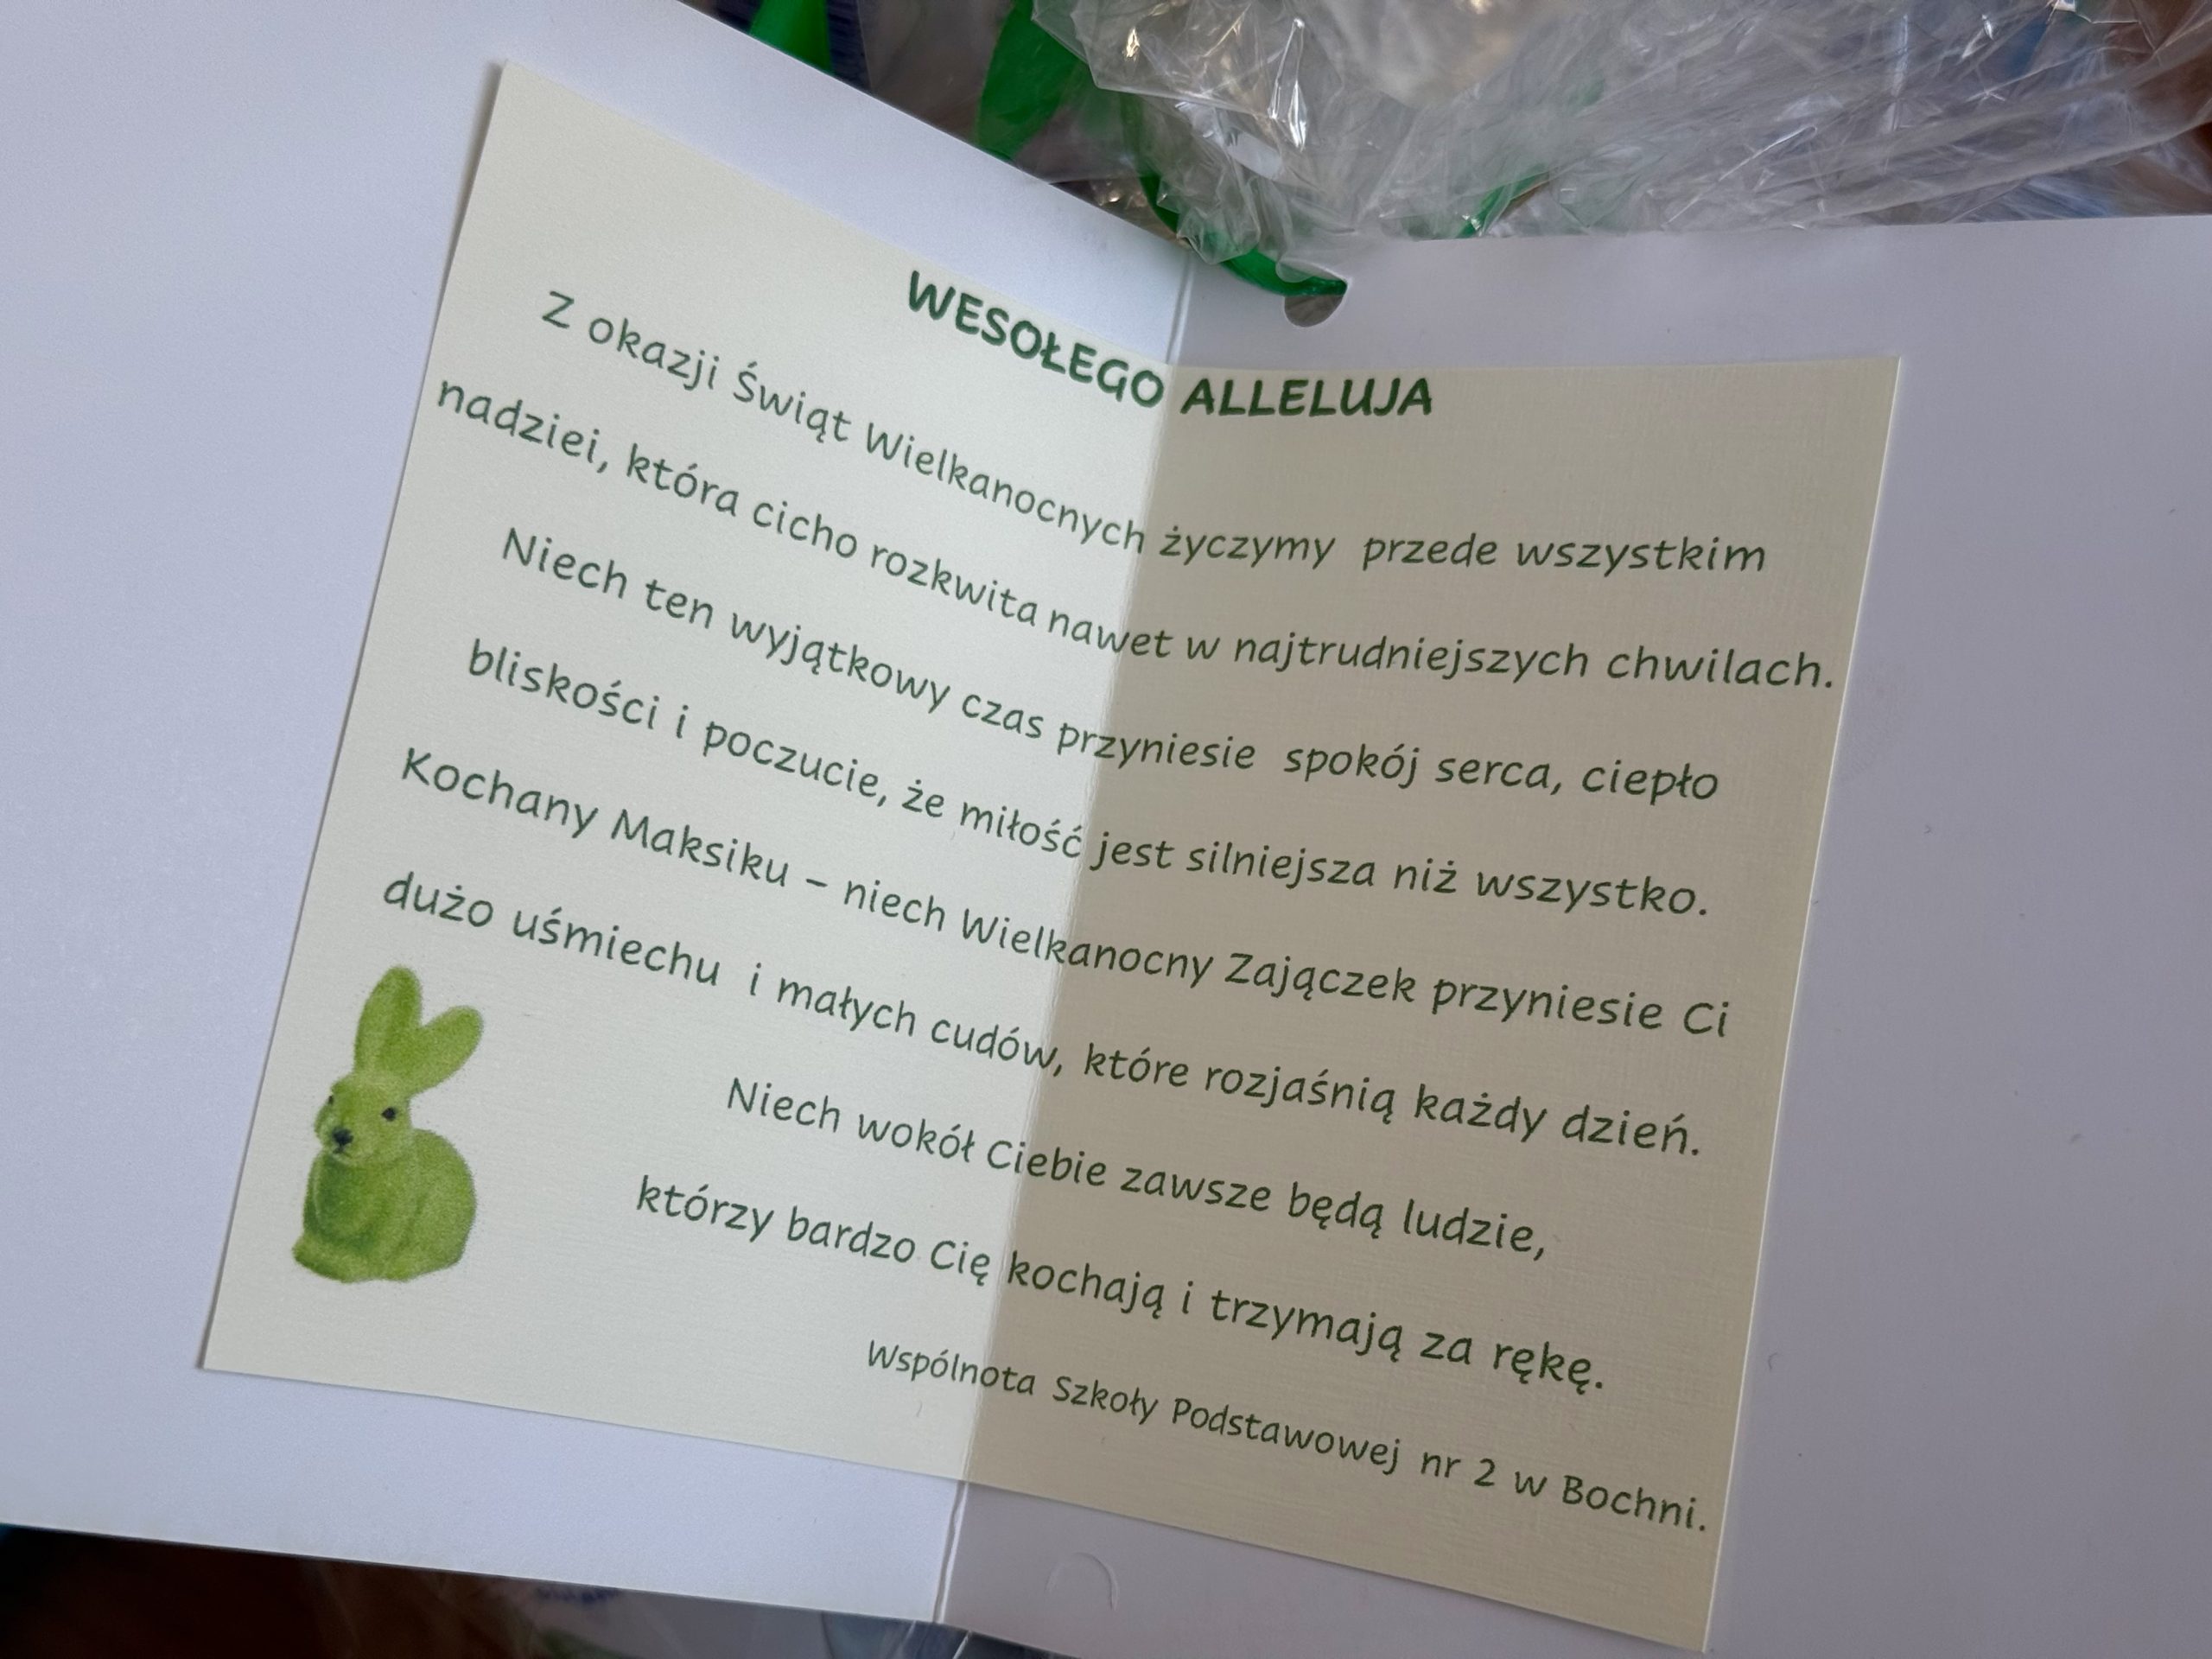 WESOŁEGO ALLELUJA
Z okazji Świąt Wielkanocnych życzymy przede wszystkim
nadziei, która cicho rozkwita nawet w najtrudniejszych chwilach.
Niech ten wyjątkowy czas przyniesie spokój serca, ciepło
bliskości i poczucie, że miłość jest silniejsza niż wszystko.
Kochany Maksiku – niech Wielkanocny Zajączek przyniesie Ci
dużo uśmiechu i małych cudów, które rozjaśnią każdy dzień.
Niech wokół Ciebie zawsze będą ludzie,
którzy bardzo Cię kochają i trzymają za rękę.
Wspólnota Szkoły Podstawowej nr 2 w Bochni.